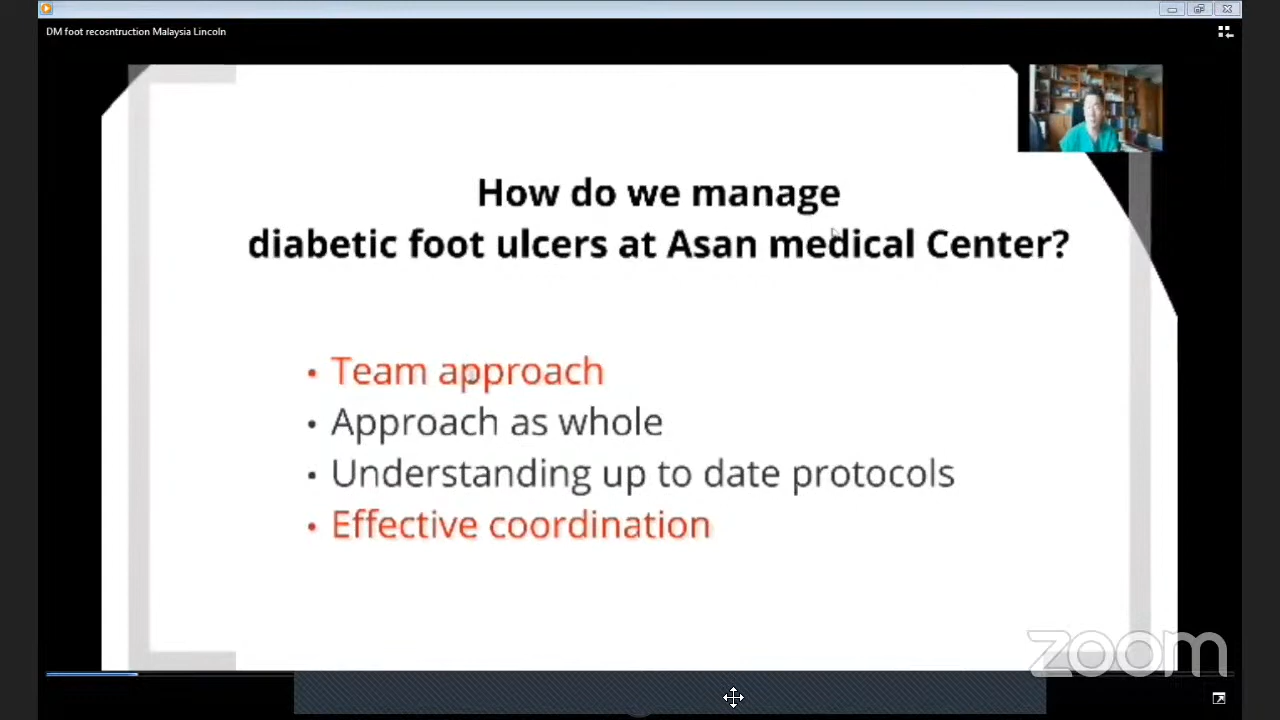 DM foot recosntruction Malaysia Lincoln
How do we manage
diabetic foot ulcers at Asan medical Center?
• Team approach
• Approach as whole
• Understanding up to date protocols
• Effective coordination
zoom